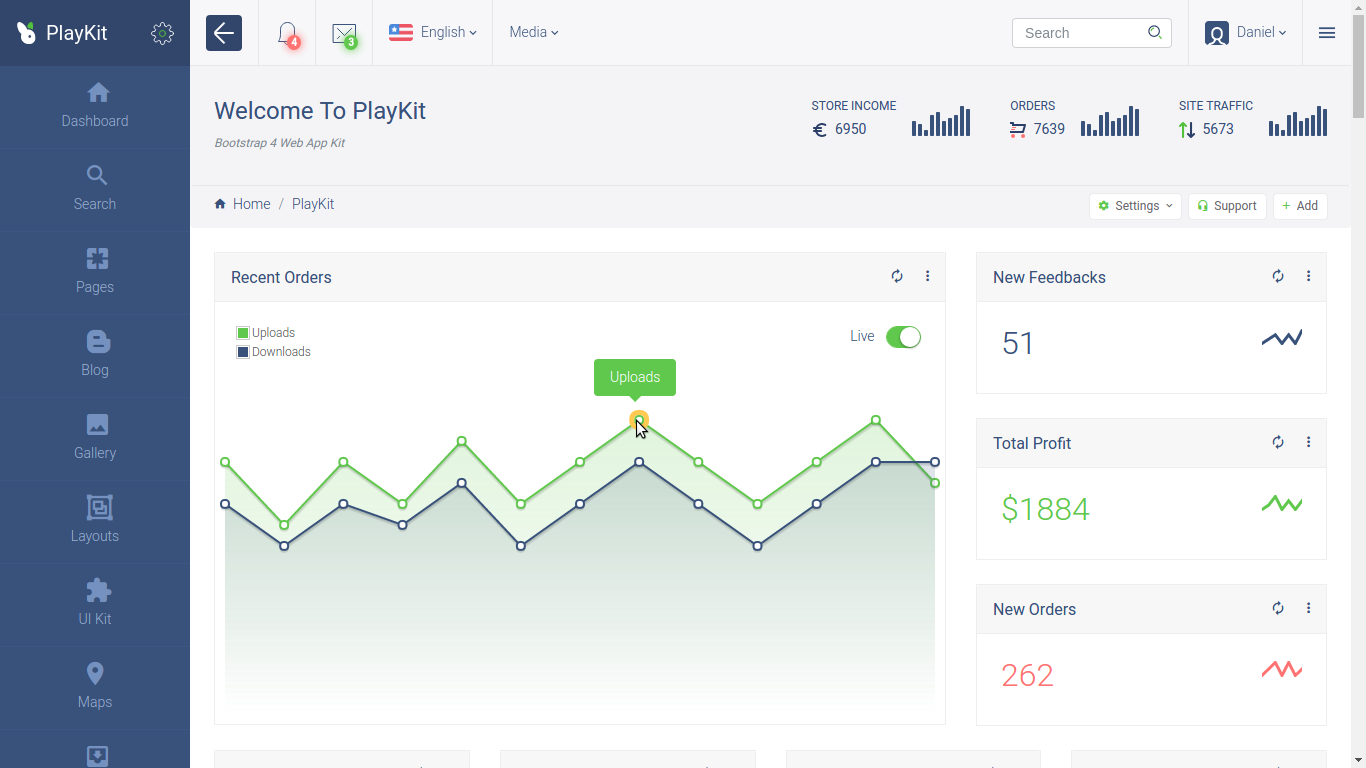 PlayKit
4
3
English
Media
Search
Daniel
Dashboard
Search
Pages
Blog
Gallery
Layouts
UI Kit
Maps
Welcome To PlayKit
Bootstrap 4 Web App Kit
STORE INCOME
6950
ORDERS
7639
SITE TRAFFIC
5673
Home / PlayKit
Settings
Support
+ Add
Recent Orders
Uploads
Downloads
Live
Uploads
New Feedbacks
51
Total Profit
$1884
New Orders
262